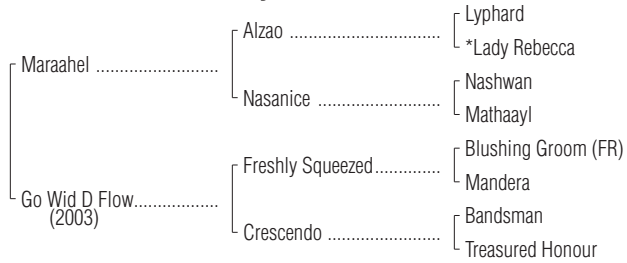 Lyphard
Alzao ................................
*Lady Rebecca
Maraahel ..........................
Nashwan
Nasanice ..........................
Mathaayl
Blushing Groom (FR)
Freshly Squeezed..............
Mandera
Go Wid D Flow..................
(2003)
Bandsman
Crescendo ........................
Treasured Honour